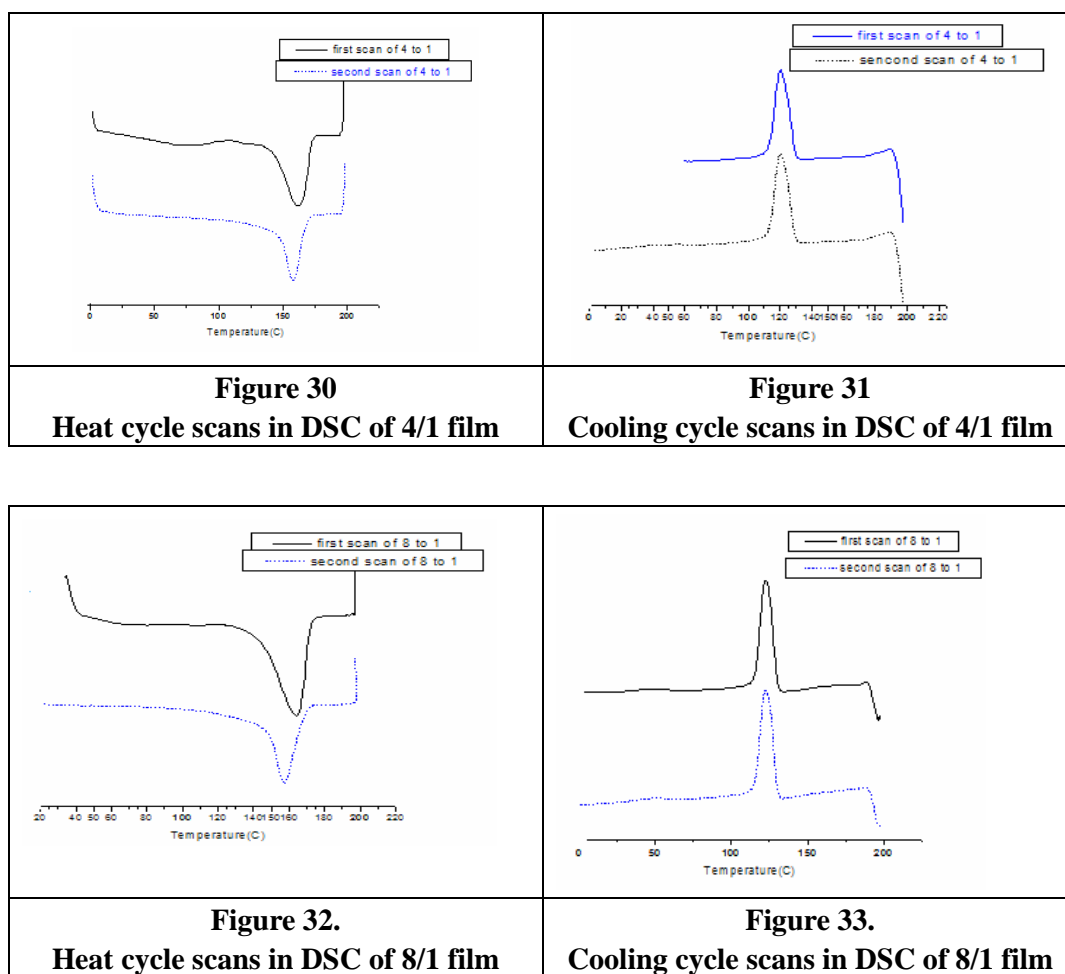 first scan of 4 to 1
second scan of 4 to 1
0 50 100 150 200
Temperature(C)
first scan of 4 to 1
sencond scan of 4 to 1
0 20 40 50 60 80 100 120 140150160 180 200 220
Temperature(C)
Figure 30
Heat cycle scans in DSC of 4/1 film
Figure 31
Cooling cycle scans in DSC of 4/1 film
first scan of 8 to 1
second scan of 8 to 1
20 40 50 60 80 100 120 140150160 180 200 220
Temperature(C)
first scan of 8 to 1
second scan of 8 to 1
0 50 100 150 200
Temperature(C)
Figure 32.
Heat cycle scans in DSC of 8/1 film
Figure 33.
Cooling cycle scans in DSC of 8/1 film